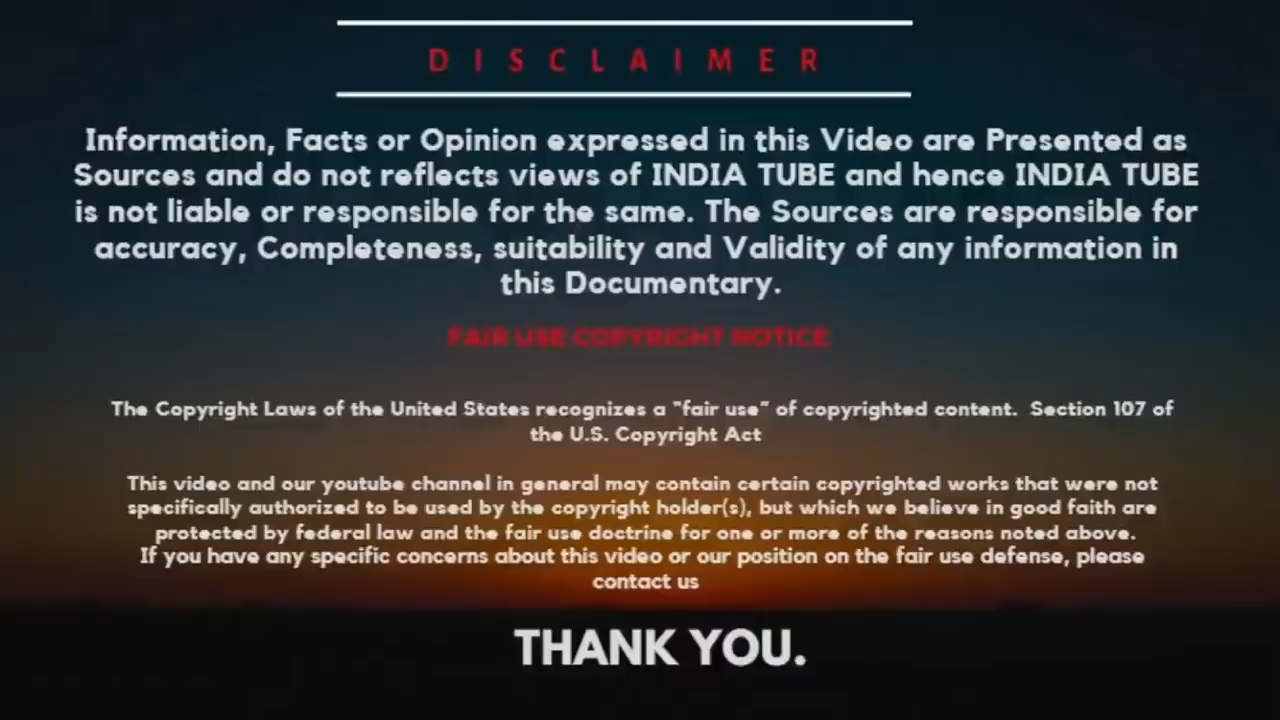 DISCLAIMER
Information, Facts or Opinion expressed in this Video are Presented as
Sources and do not reflects views of INDIA TUBE and hence INDIA TUBE
is not liable or responsible for the same. The Sources are responsible for
accuracy, Completeness, suitability and Validity of any information in
this Documentary.
FAIR USE COPYRIGHT NOTICE
The Copyright Laws of the United States recognizes a "fair use" of copyrighted content. Section 107 of
the U.S. Copyright Act
This video and our youtube channel in general may contain certain copyrighted works that were not
specifically authorized to be used by the copyright holder(s), but which we believe in good faith are
protected by federal law and the fair use doctrine for one or more of the reasons noted above.
If you have any specific concerns about this video or our position on the fair use defense, please
contact us
THANK YOU.